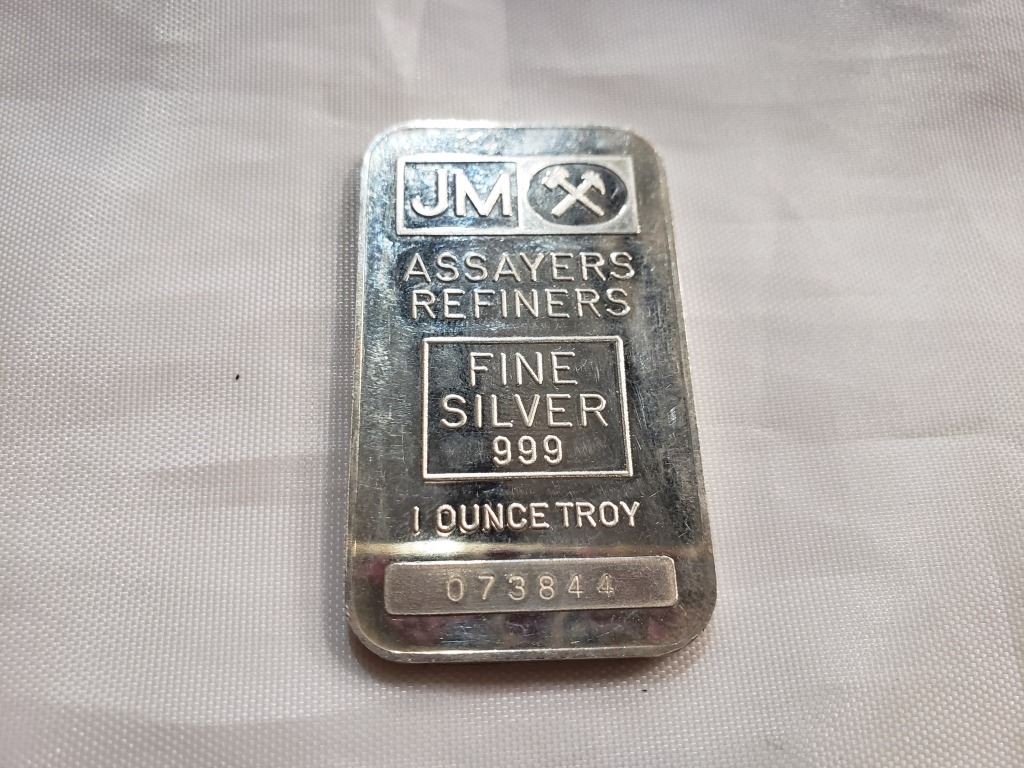 JM
ASSAYERS
REFINERS
FINE
SILVER
999
1 OUNCE TROY
073844